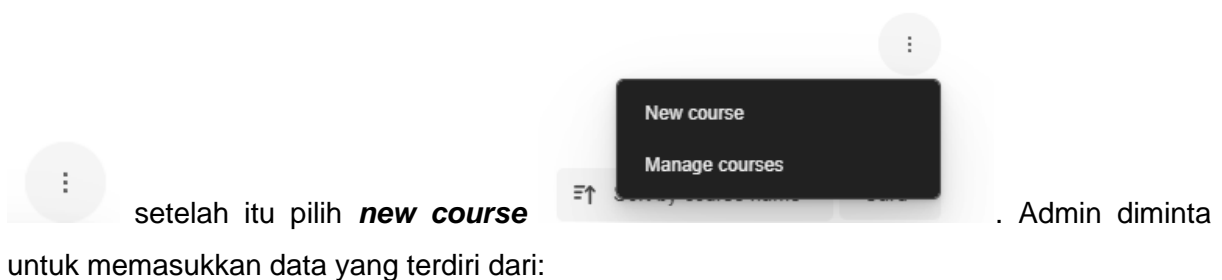 New course
Manage courses
setelah itu pilih new course . Admin diminta
untuk memasukkan data yang terdiri dari: